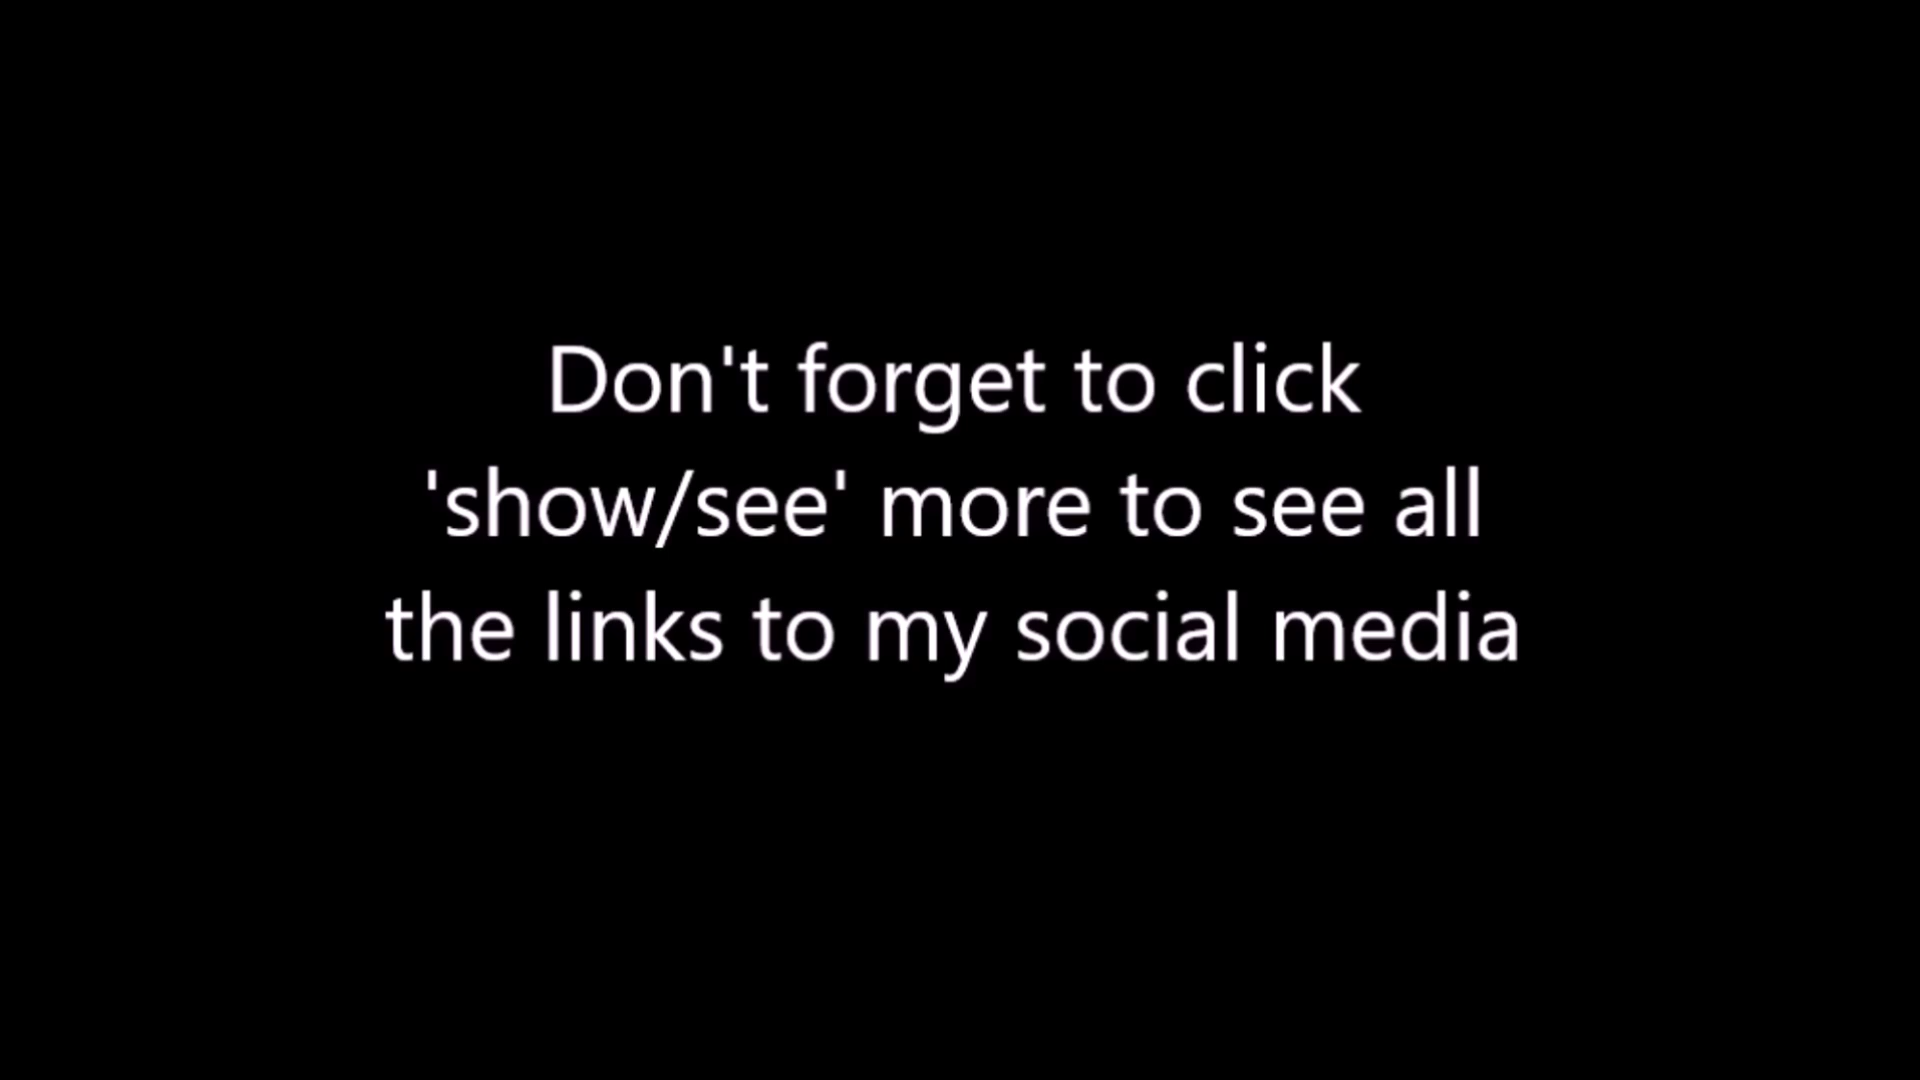 Don't forget to click
'show/see' more to see all
the links to my social media